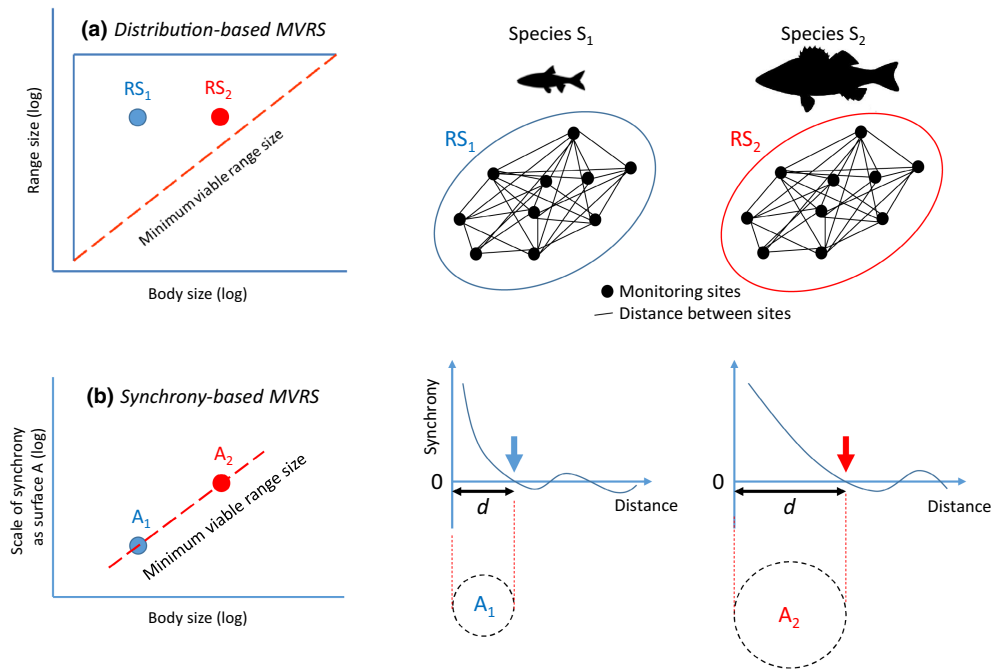 (a) Distribution-based MVRS
Range size (log)
RS1
RS2
Minimum viable range size
Body size (log)
Species S1
Species S2
RS1
RS2
Monitoring sites
Distance between sites
(b) Synchrony-based MVRS
Scale of synchrony
as surface A (log)
A1
A2
Minimum viable range size
Body size (log)
Synchrony
0
d
Distance
A1
0
d
Distance
A2